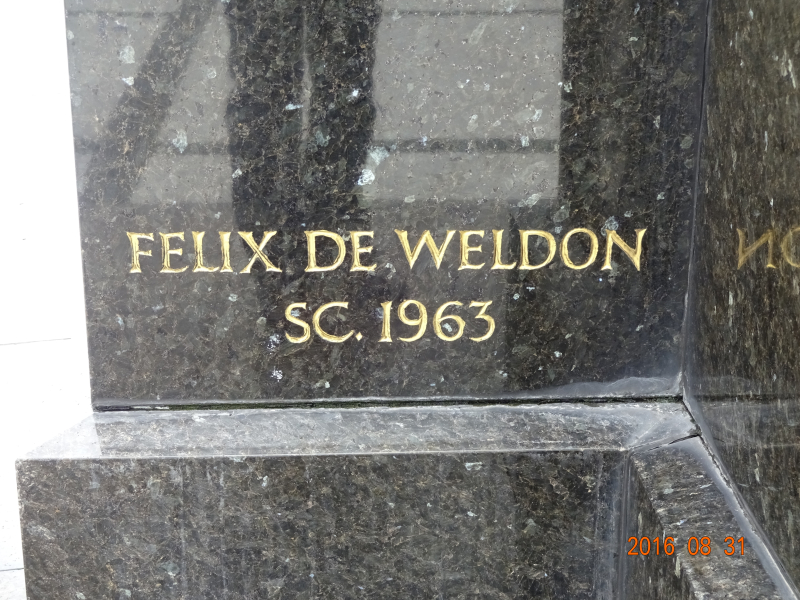 FELIX DE WELDON
SC. 1963
2016 08 31